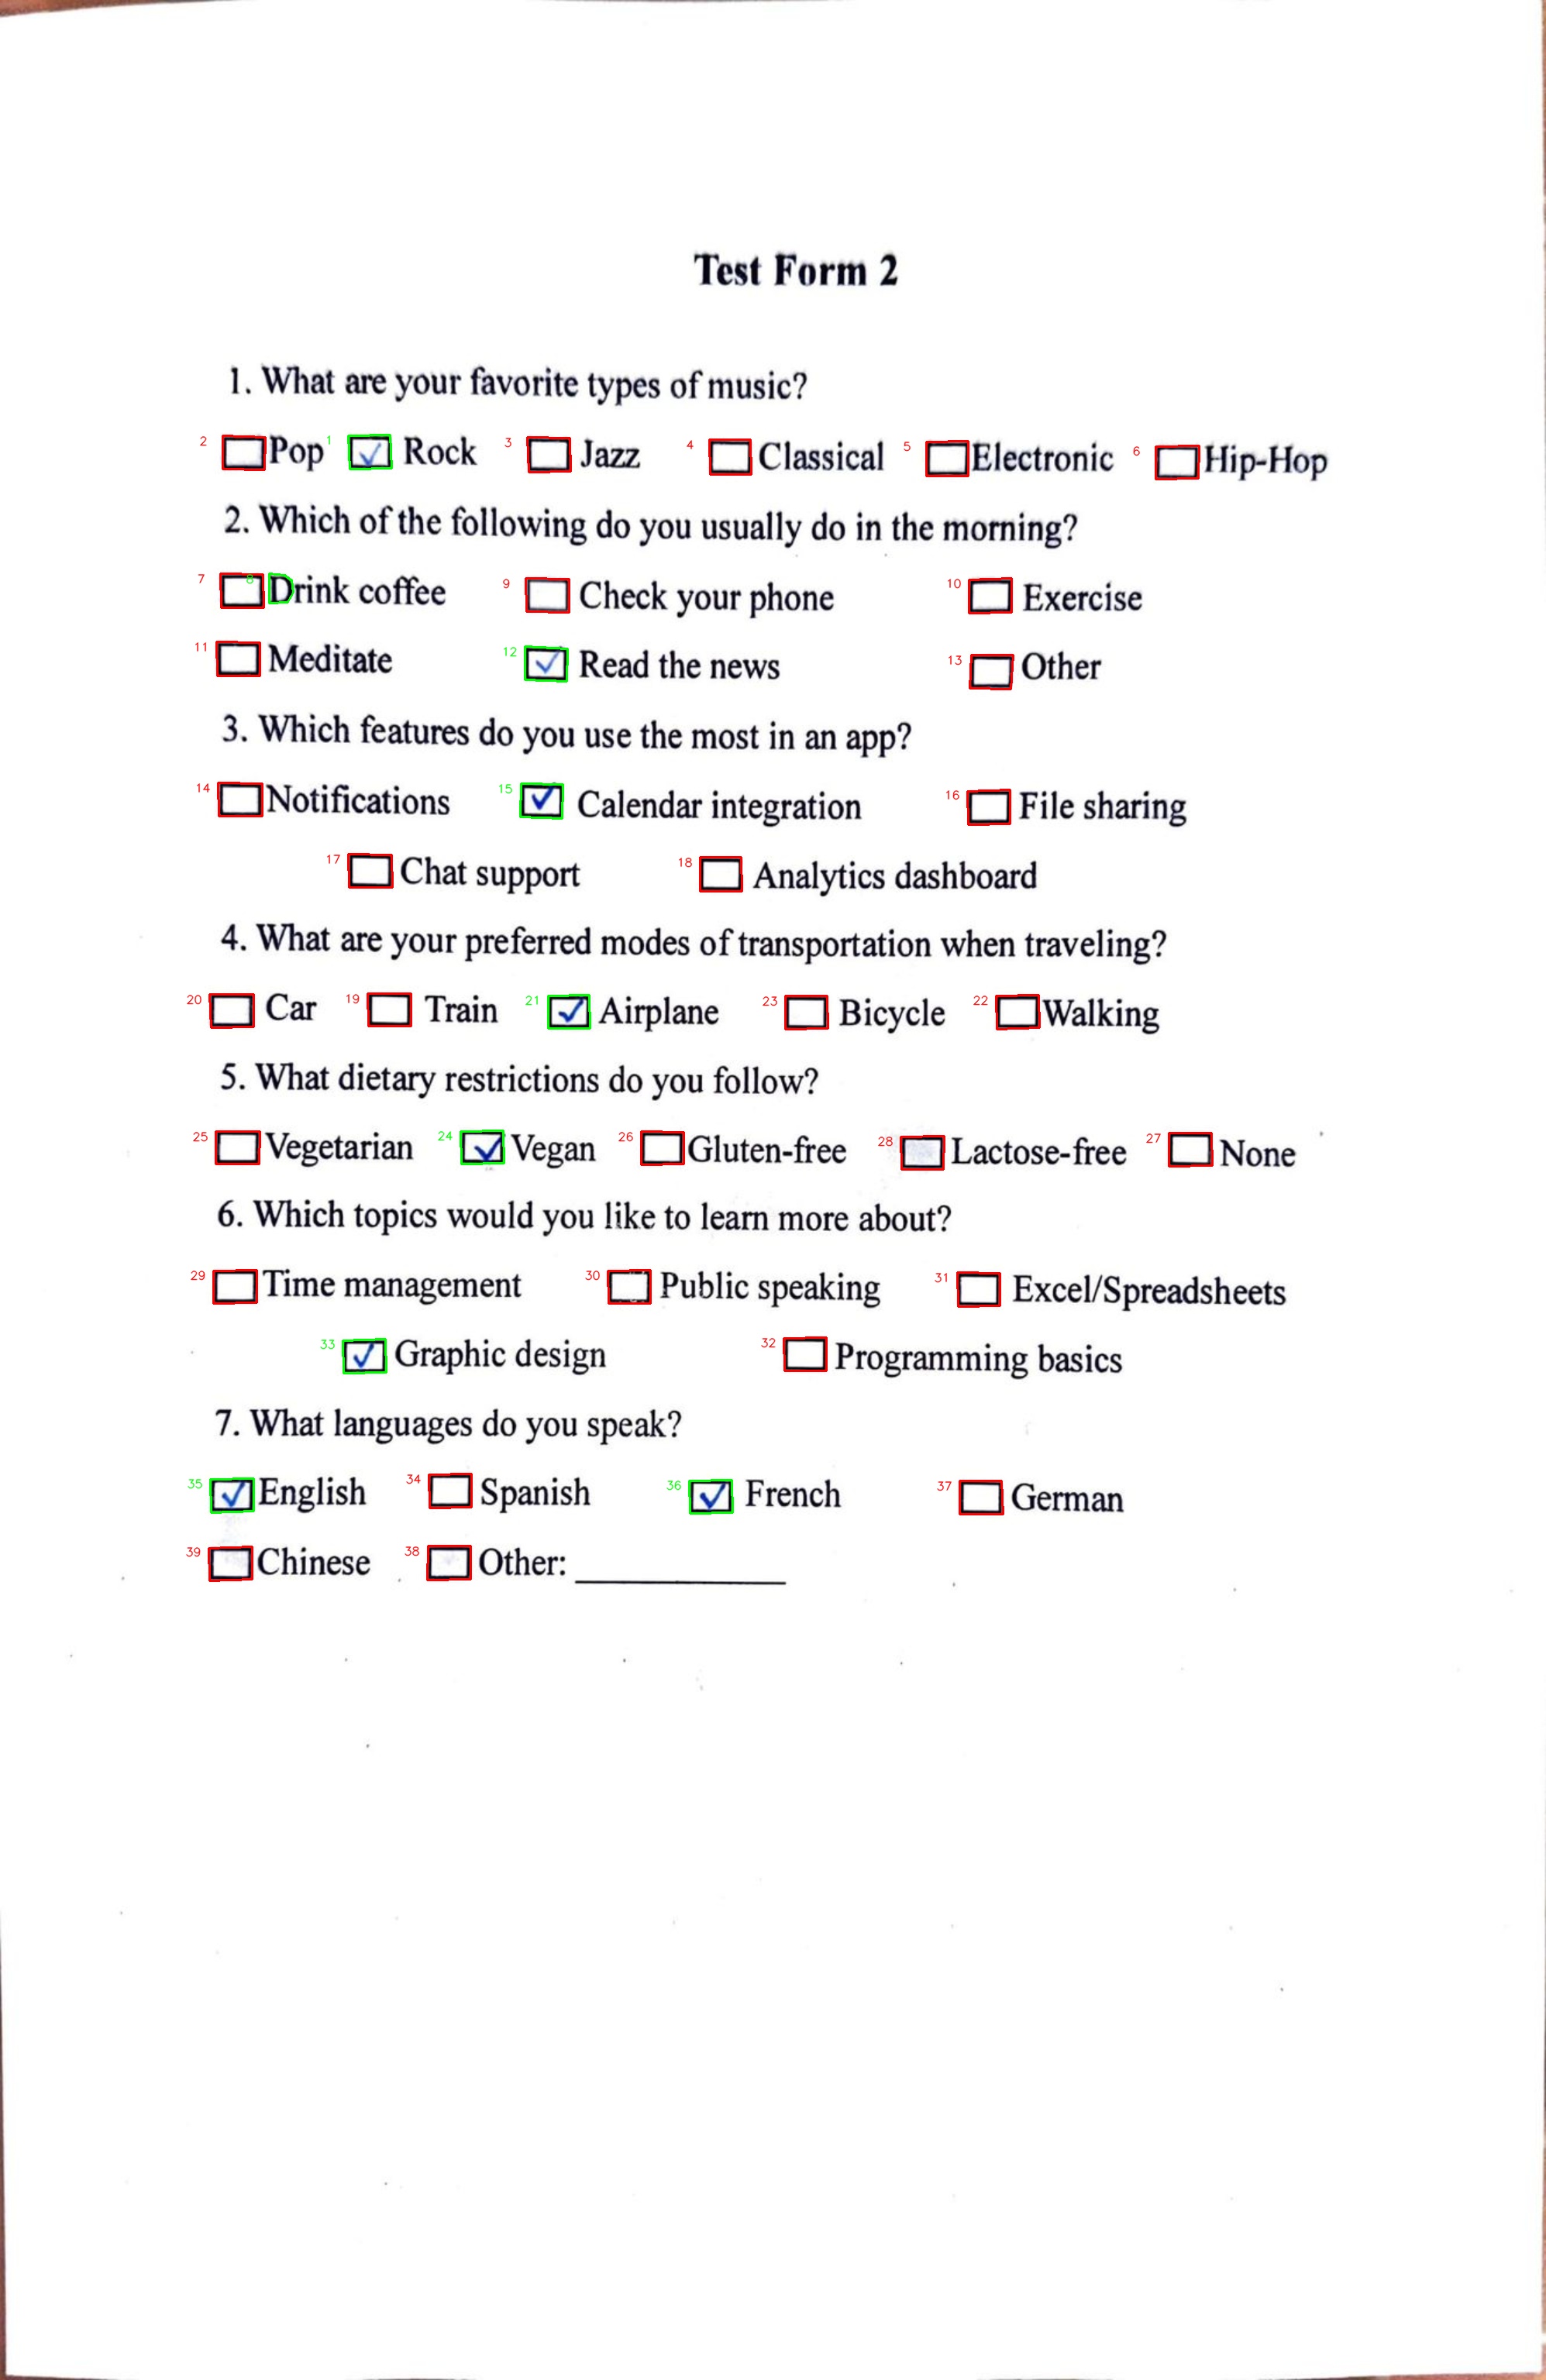 Test Form 2
1. What are your favorite types of music?
2 Pop 1 Rock 3 Jazz 4 Classical 5 Electronic 6 Hip-Hop
2. Which of the following do you usually do in the morning?
7 8 Drink coffee 9 Check your phone 10 Exercise
11 Meditate 12 Read the news 13 Other
3. Which features do you use the most in an app?
14 Notifications 15 Calendar integration 16 File sharing
17 Chat support 18 Analytics dashboard
4. What are your preferred modes of transportation when traveling?
20 Car 19 Train 21 Airplane 23 Bicycle 22 Walking
5. What dietary restrictions do you follow?
25 Vegetarian 24 Vegan 26 Gluten-free 28 Lactose-free 27 None
6. Which topics would you like to learn more about?
29 Time management 30 Public speaking 31 Excel/Spreadsheets
33 Graphic design 32 Programming basics
7. What languages do you speak?
35 English 34 Spanish 36 French 37 German
39 Chinese 38 Other: